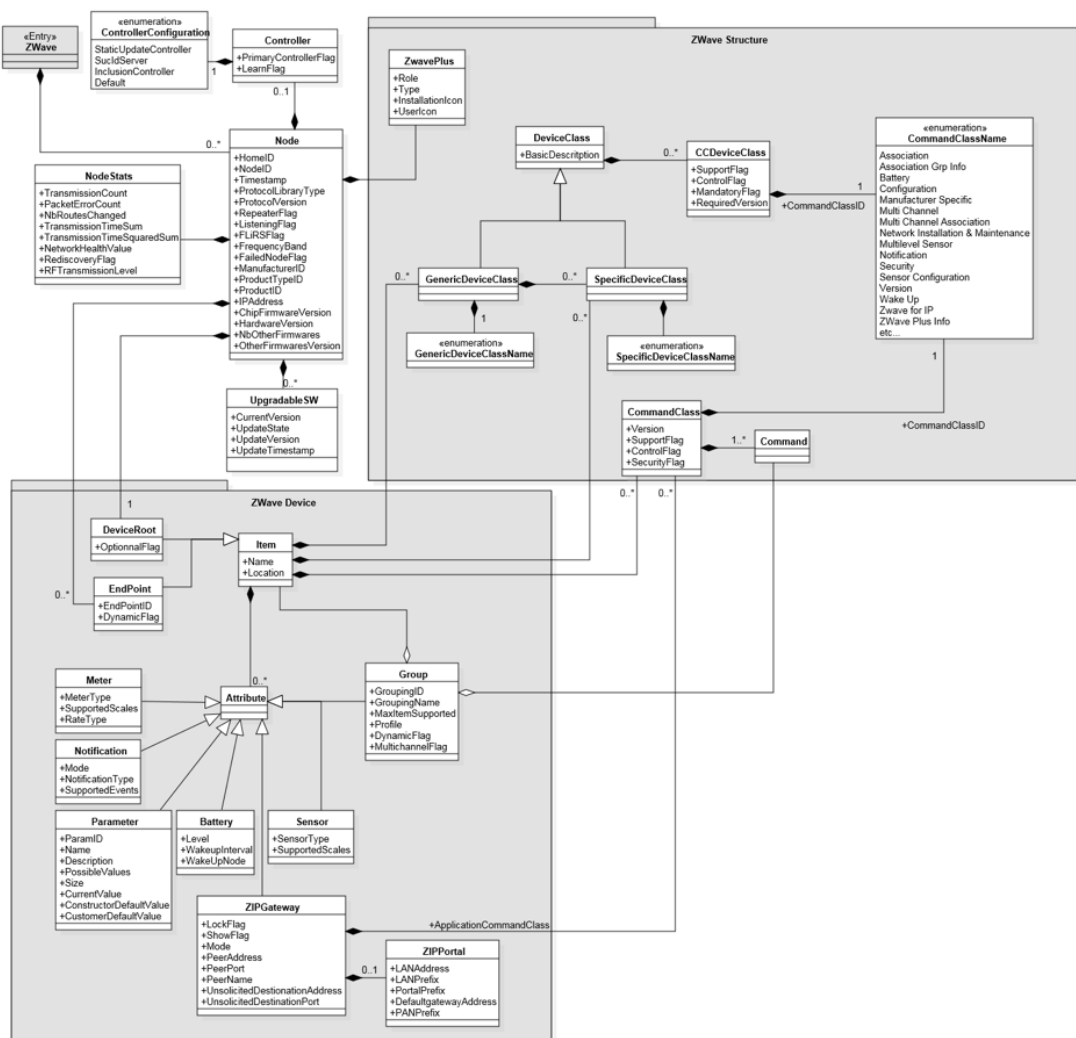 «Entry»
ZWave
«enumeration»
ControllerConfiguration
StaticUpdateController
SucIdServer
InclusionController
Default
1
Controller
+PrimaryControllerFlag
+LearnFlag
0..1
0..*
Node
+HomeID
+NodeID
+Timestamp
+ProtocolLibraryType
+ProtocolVersion
+RepeaterFlag
+ListeningFlag
+FLiRSFlag
+FrequencyBand
+FailedNodeFlag
+ManufacturerID
+ProductTypeID
+ProductID
+IPAddress
+ChipFirmwareVersion
+HardwareVersion
+NbOtherFirmwares
+OtherFirmwaresVersion
NodeStats
+TransmissionCount
+PacketErrorCount
+NbRoutesChanged
+TransmissionTimeSum
+TransmissionTimeSquaredSum
+NetworkHealthValue
+RediscoveryFlag
+RFTransmissionLevel
0..*
UpgradableSW
+CurrentVersion
+UpdateState
+UpdateVersion
+UpdateTimestamp
ZWave Structure
ZwavePlus
+Role
+Type
+InstallationIcon
+UserIcon
DeviceClass
+BasicDescritption
0..*
CCDeviceClass
+SupportFlag
+ControlFlag
+MandatoryFlag
+RequiredVersion
1
+CommandClassID
«enumeration»
CommandClassName
Association
Association Grp Info
Battery
Configuration
Manufacturer Specific
Multi Channel
Multi Channel Association
Network Installation & Maintenance
Multilevel Sensor
Notification
Security
Sensor Configuration
Version
Wake Up
Zwave for IP
ZWave Plus Info
etc...
1
+CommandClassID
0..*
GenericDeviceClass
0..*
SpecificDeviceClass
0..*
1
«enumeration»
GenericDeviceClassName
«enumeration»
SpecificDeviceClassName
CommandClass
+Version
+SupportFlag
+ControlFlag
+SecurityFlag
1..*
Command
0..*
0..*
ZWave Device
1
DeviceRoot
+OptionnalFlag
Item
+Name
+Location
0..*
EndPoint
+EndPointID
+DynamicFlag
0..*
Attribute
Meter
+MeterType
+SupportedScales
+RateType
Group
+GroupingID
+GroupingName
+MaxItemSupported
+Profile
+DynamicFlag
+MultichannelFlag
Notification
+Mode
+NotificationType
+SupportedEvents
Parameter
+ParamID
+Name
+Description
+PossibleValues
+Size
+CurrentValue
+ConstructorDefaultValue
+CustomerDefaultValue
Battery
+Level
+WakeupInterval
+WakeUpNode
Sensor
+SensorType
+SupportedScales
ZIPGateway
+LockFlag
+ShowFlag
+Mode
+PeerAddress
+PeerPort
+PeerName
+UnsolicitedDestionationAddress
+UnsolicitedDestinationPort
+ApplicationCommandClass
0..1
ZIPPortal
+LANAddress
+LANPrefix
+PortalPrefix
+DefaultgatewayAddress
+PANPrefix